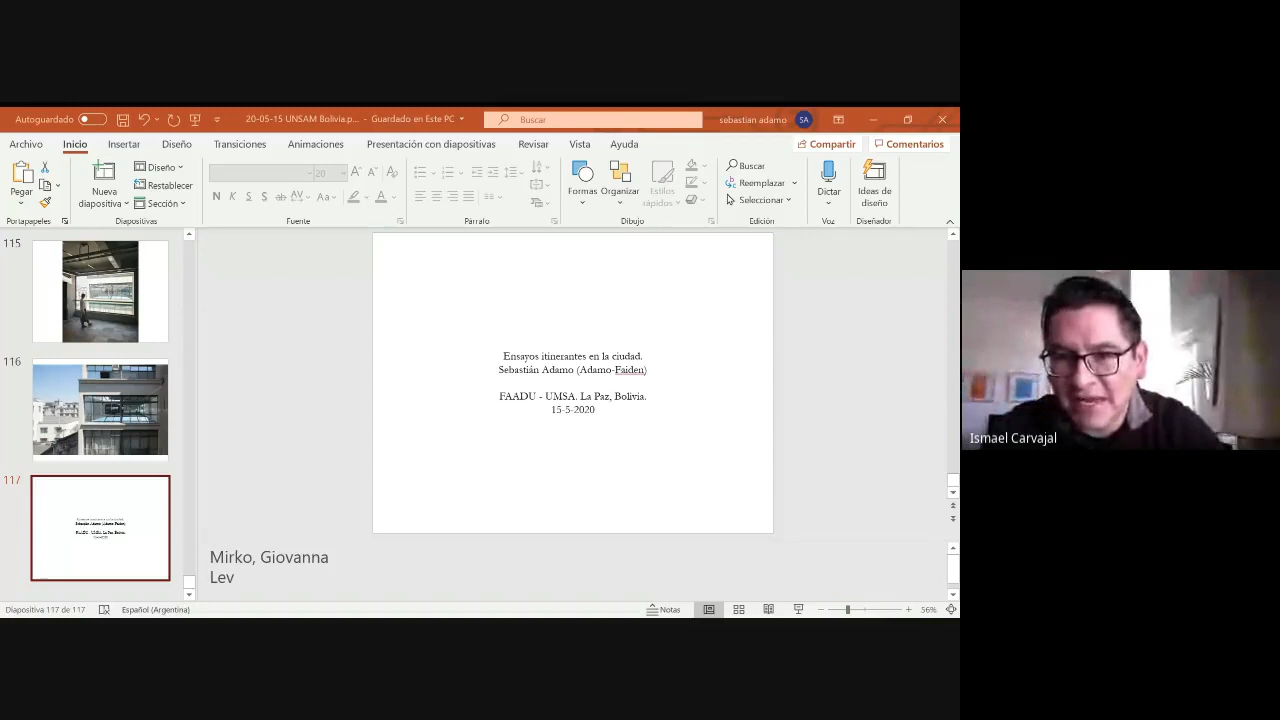 Autoguardado
20-05-15 UNSAM Bolivia.p... - Guardado en Este PC
Buscar
sebastian adamo
SA
Archivo
Inicio
Insertar
Diseño
Transiciones
Animaciones
Presentación con diapositivas
Revisar
Vista
Ayuda
Compartir
Comentarios
Pegar
Nueva
diapositiva
Diseño
Restablecer
Sección
20
N K S S ab AV Aa A
Formas
Organizar
Estilos
rápidos
Buscar
Reemplazar
Seleccionar
Dictar
Ideas de
diseño
Portapapeles
Diapositivas
Fuente
Párrafo
Dibujo
Edición
Voz
Diseñador
115
116
117
Ensayos itinerantes en la ciudad.
Sebastián Adamo (Adamo-Faiden)
FAADU - UMSA. La Paz, Bolivia.
15-5-2020
Mirko, Giovanna
Lev
Diapositiva 117 de 117
Español (Argentina)
Notas
56%
Ismael Carvajal